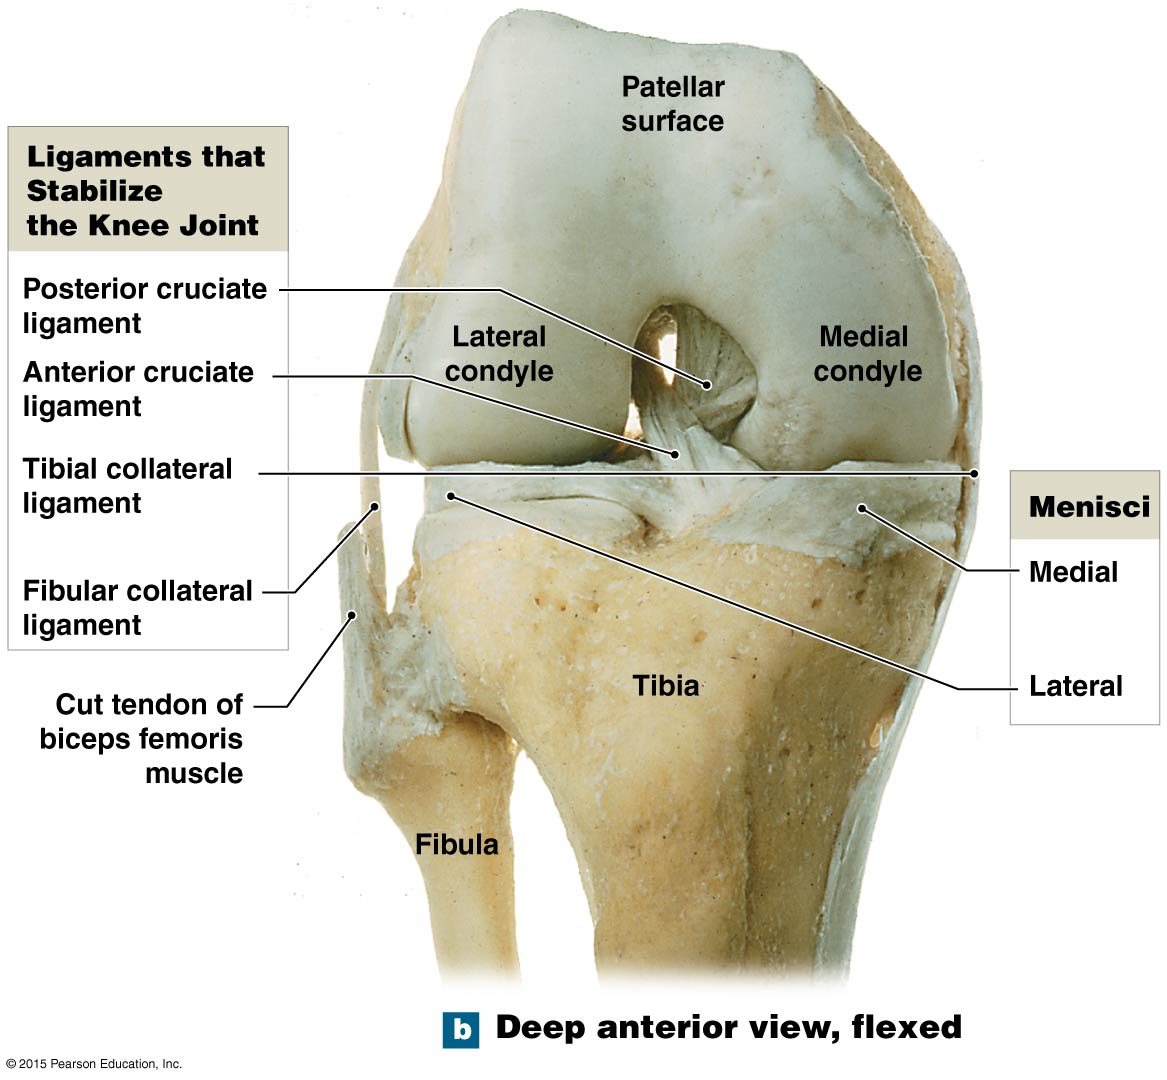 Patellar
surface
Ligaments that
Stabilize
the Knee Joint
Posterior cruciate
ligament
Anterior cruciate
ligament
Tibial collateral
ligament
Fibular collateral
ligament
Cut tendon of
biceps femoris
muscle
Lateral
condyle
Medial
condyle
Menisci
Medial
Lateral
Tibia
Fibula
b Deep anterior view, flexed
© 2015 Pearson Education, Inc.